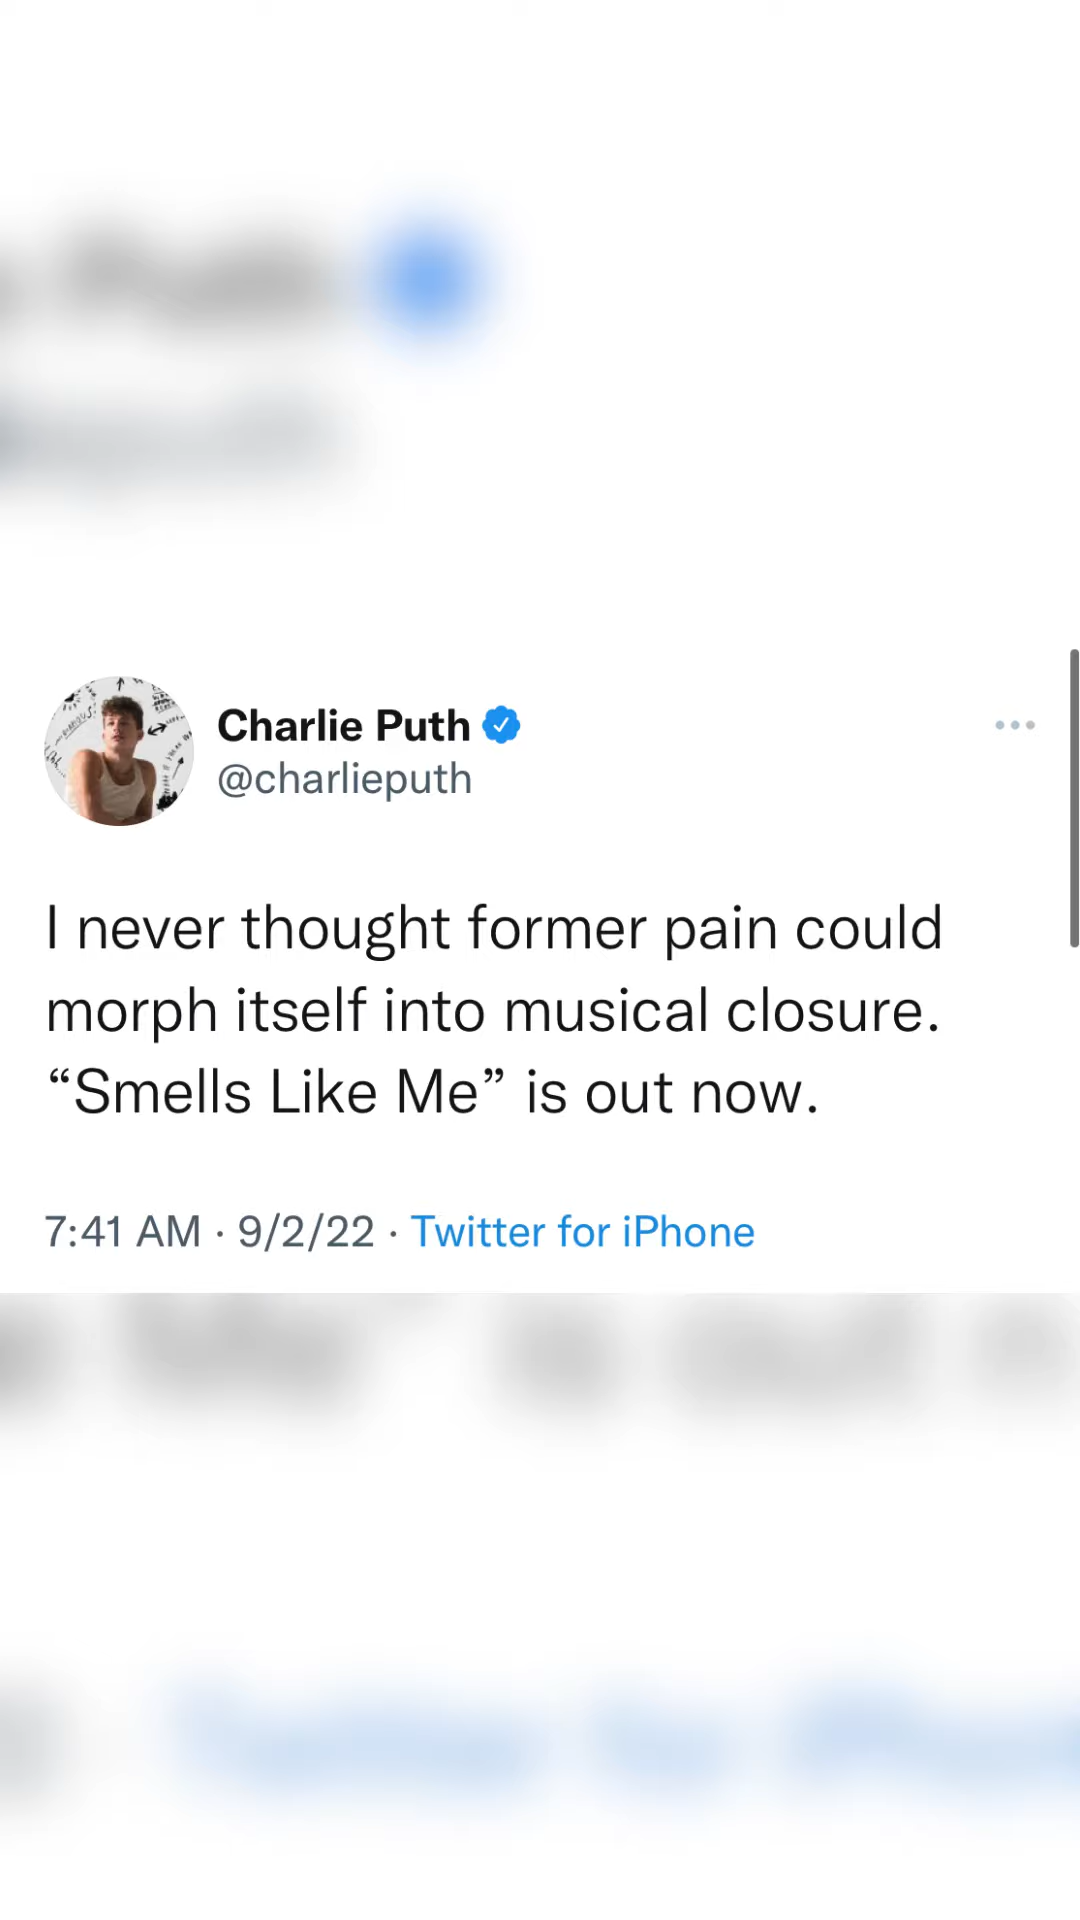 Charlie Puth
@charlieputh
I never thought former pain could
morph itself into musical closure.
“Smells Like Me” is out now.
7:41 AM · 9/2/22 · Twitter for iPhone